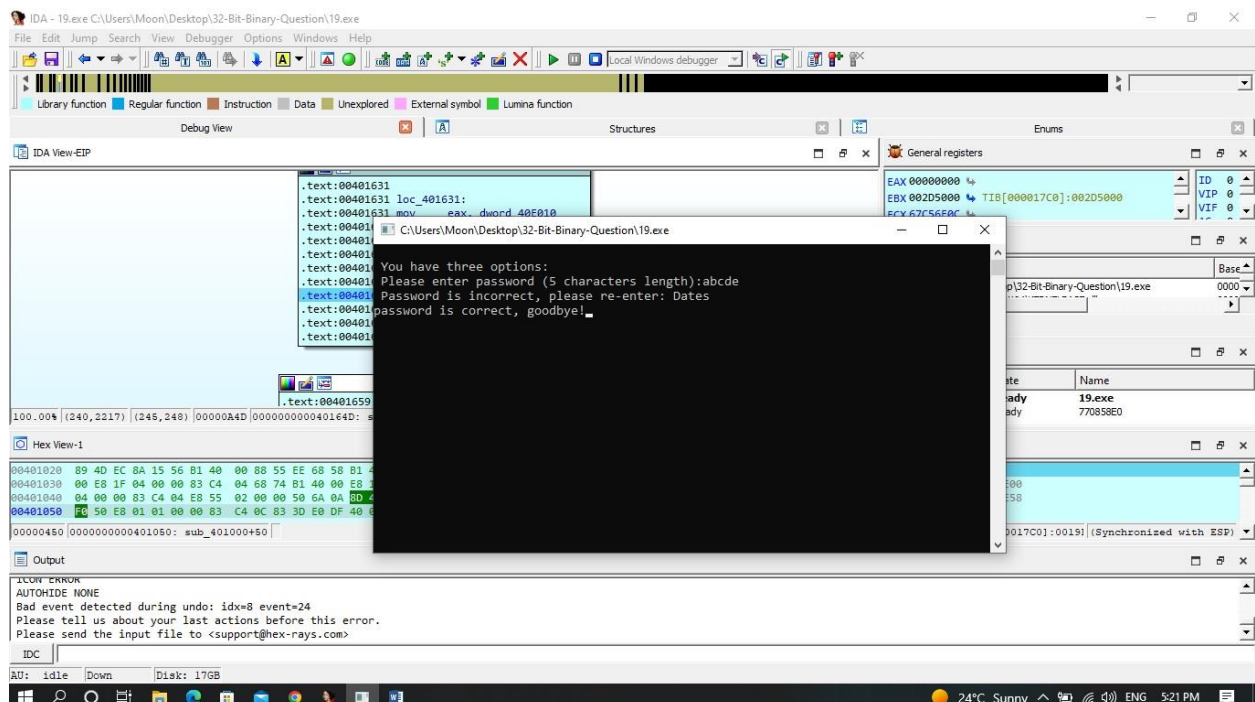 IDA - 19.exe C:\Users\Moon\Desktop\32-Bit-Binary-Question\19.exe
File Edit Jump Search View Debugger Options Windows Help
Local Windows debugger
Library function Regular function Instruction Data Unexplored External symbol Lumina function
Debug View Structures Enums
IDA View-EIP
General registers
.text:00401631
.text:00401631 loc_401631:
.text:00401631 mov eax, dword_40E010
EAX 00000000
EBX 002D5000 TIB[000017C0]:002D5000
ID 0
VIP 0
VIF 0
C:\Users\Moon\Desktop\32-Bit-Binary-Question\19.exe
You have three options:
Please enter password (5 characters length):abcde
Password is incorrect, please re-enter: Dates
password is correct, goodbye!
Base
p\32-Bit-Binary-Question\19.exe 0000
Name
19.exe
770858E0
.text:00401659
100.00% (240,2217) (245,248) 00000A4D 000000000040164D: s
Hex View-1
00401020 89 4D EC 8A 15 56 B1 40 00 88 55 EE 68 58 B1 4
00401030 00 E8 1F 04 00 00 83 C4 04 68 74 B1 40 00 E8 1
00401040 04 00 00 83 C4 04 E8 55 02 00 00 50 6A 0A 8D 4
00401050 F0 50 E8 01 01 00 00 83 C4 0C 83 3D E0 DF 40 0
00000450 0000000000401050: sub_401000+50
0017C0]:0019] (Synchronized with ESP)
Output
ICON ERROR
AUTOHIDE NONE
Bad event detected during undo: idx=8 event=24
Please tell us about your last actions before this error.
Please send the input file to <support@hex-rays.com>
IDC
AU: idle Down Disk: 17GB
24°C Sunny ENG 5:21 PM